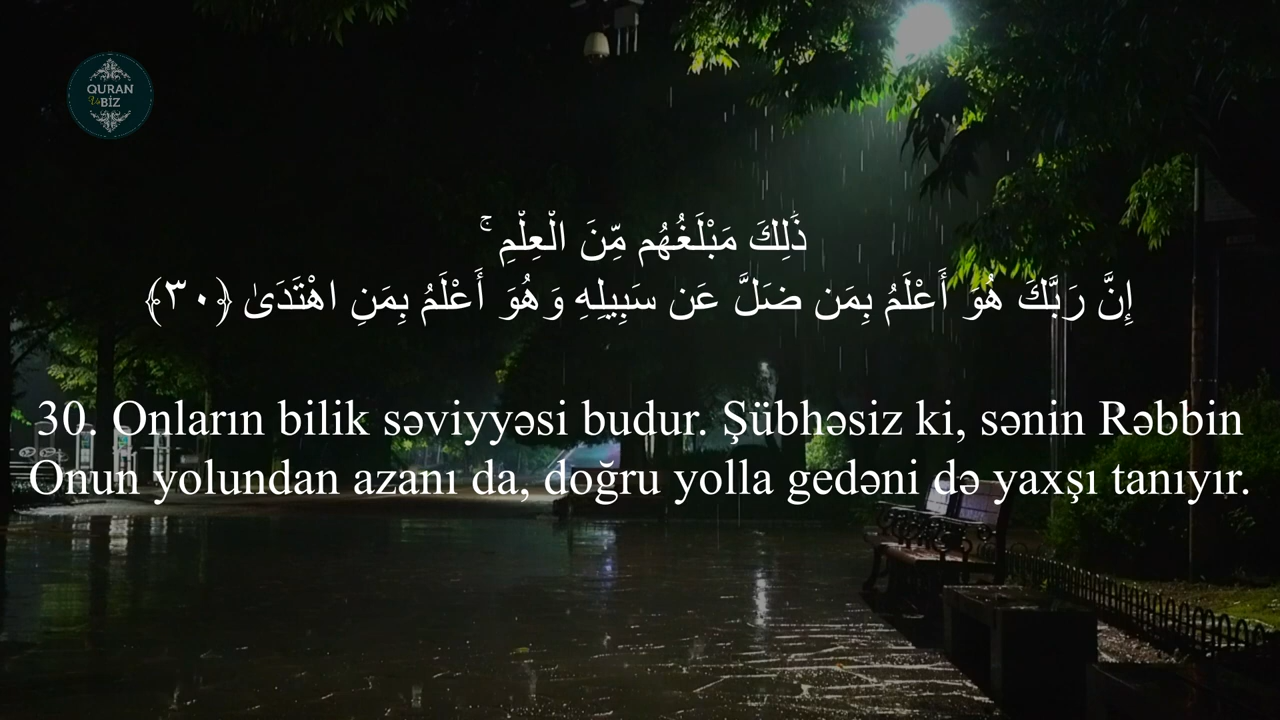 QURAN
Və BİZ
ذَٰلِكَ مَبْلَغُهُم مِّنَ الْعِلْمِ ۚ
إِنَّ رَبَّكَ هُوَ أَعْلَمُ بِمَن ضَلَّ عَن سَبِيلِهِ وَهُوَ أَعْلَمُ بِمَنِ اهْتَدَىٰ ﴿٣٠﴾
30. Onların bilik səviyyəsi budur. Şübhəsiz ki, sənin Rəbbin
Onun yolundan azanı da, doğru yolla gedəni də yaxşı tanıyır.